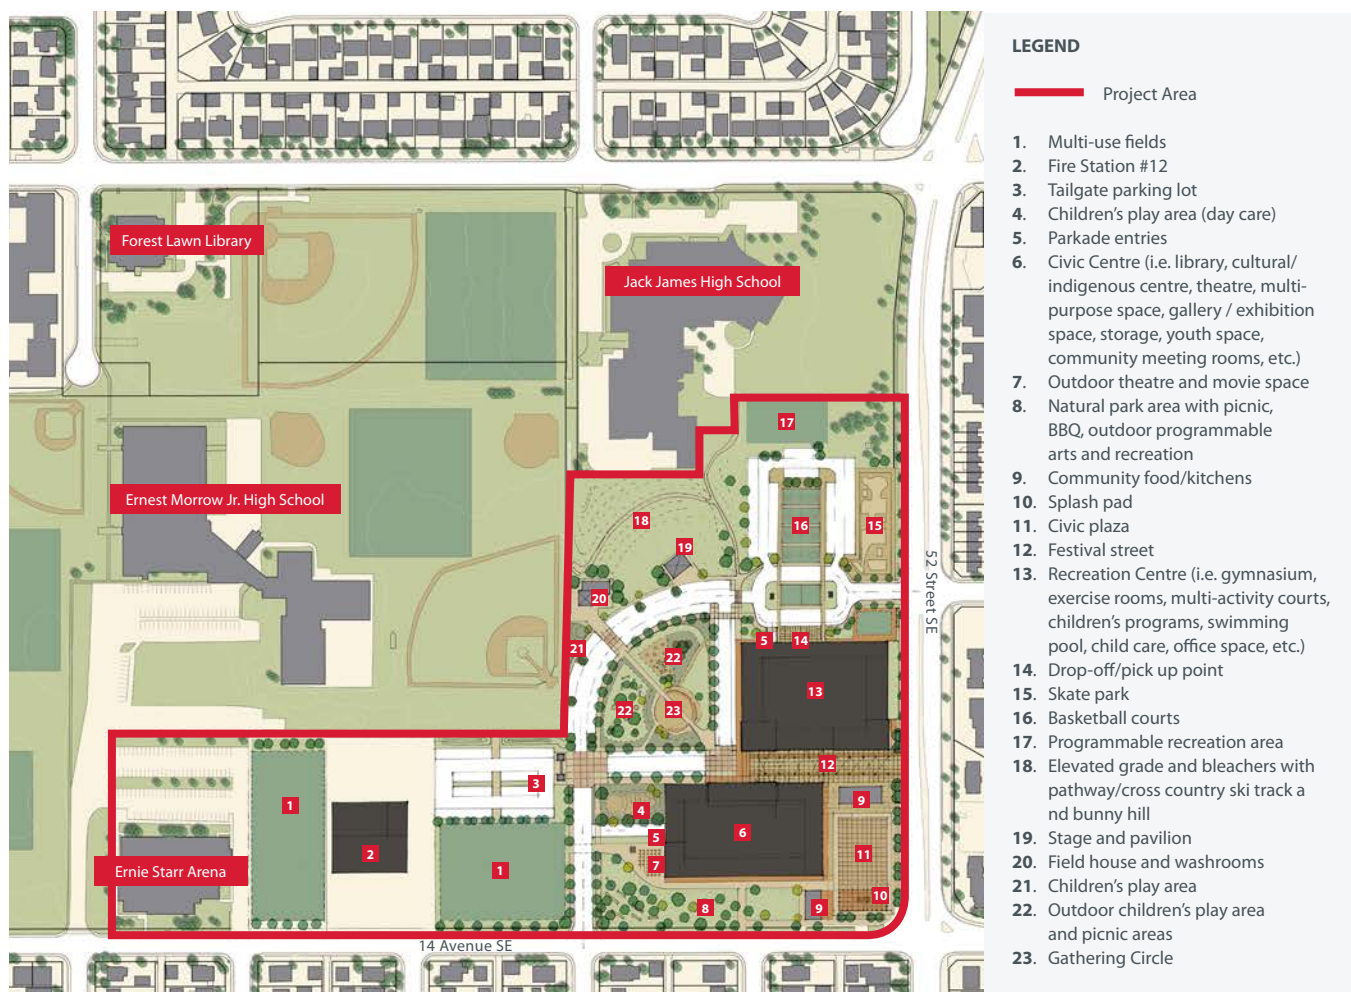 Forest Lawn Library
Jack James High School
Ernest Morrow Jr. High School
Ernie Starr Arena
17
18
16
15
19
20
21
5
14
22
13
22
23
12
3
1
4
9
6
5
2
11
1
7
10
8
9
52 Street SE
14 Avenue SE
LEGEND
Project Area
1. Multi-use fields
2. Fire Station #12
3. Tailgate parking lot
4. Children's play area (day care)
5. Parkade entries
6. Civic Centre (i.e. library, cultural/
indigenous centre, theatre, multi-
purpose space, gallery / exhibition
space, storage, youth space,
community meeting rooms, etc.)
7. Outdoor theatre and movie space
8. Natural park area with picnic,
BBQ, outdoor programmable
arts and recreation
9. Community food/kitchens
10. Splash pad
11. Civic plaza
12. Festival street
13. Recreation Centre (i.e. gymnasium,
exercise rooms, multi-activity courts,
children's programs, swimming
pool, child care, office space, etc.)
14. Drop-off/pick up point
15. Skate park
16. Basketball courts
17. Programmable recreation area
18. Elevated grade and bleachers with
pathway/cross country ski track a
nd bunny hill
19. Stage and pavilion
20. Field house and washrooms
21. Children's play area
22. Outdoor children's play area
and picnic areas
23. Gathering Circle